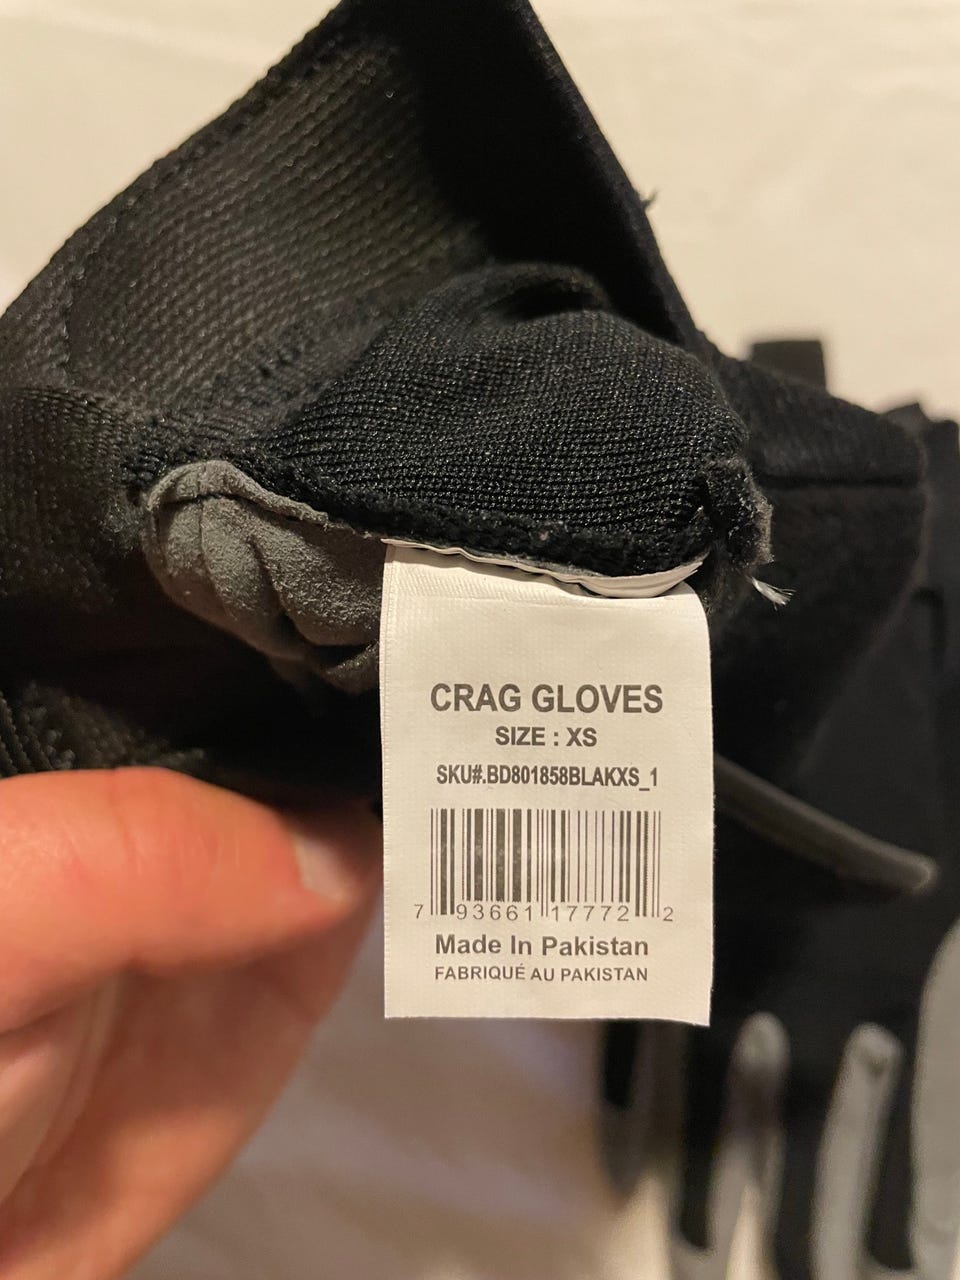 CRAG GLOVES
SIZE : XS
SKU#.BD801858BLAKXS_1
7 93661 17772 2
Made In Pakistan
FABRIQUÉ AU PAKISTAN